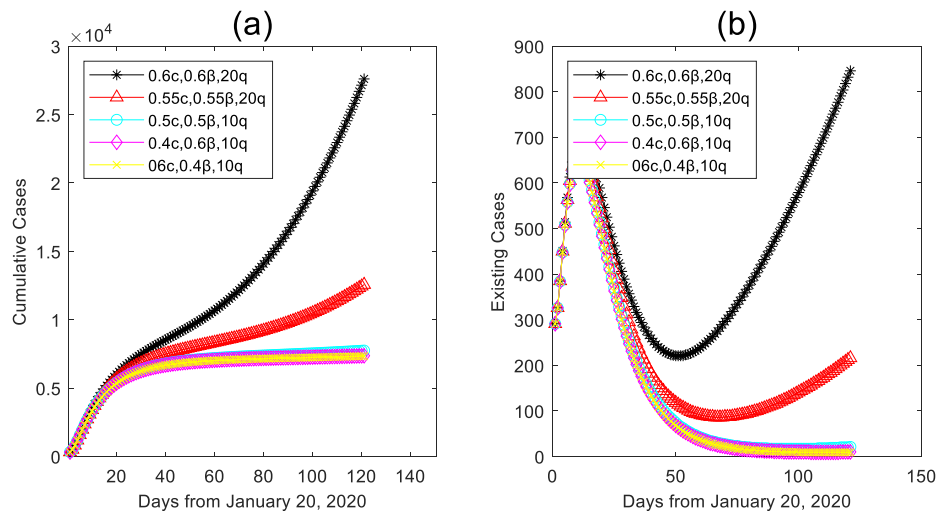 (a)
×10⁴
3
2.5
2
1.5
1
0.5
0
20
40
60
80
100
120
140
Cumulative Cases
Days from January 20, 2020
0.6c,0.6β,20q
0.55c,0.55β,20q
0.5c,0.5β,10q
0.4c,0.6β,10q
06c,0.4β,10q
(b)
900
800
700
600
500
400
300
200
100
0
0
50
100
150
Existing Cases
Days from January 20, 2020
0.6c,0.6β,20q
0.55c,0.55β,20q
0.5c,0.5β,10q
0.4c,0.6β,10q
06c,0.4β,10q